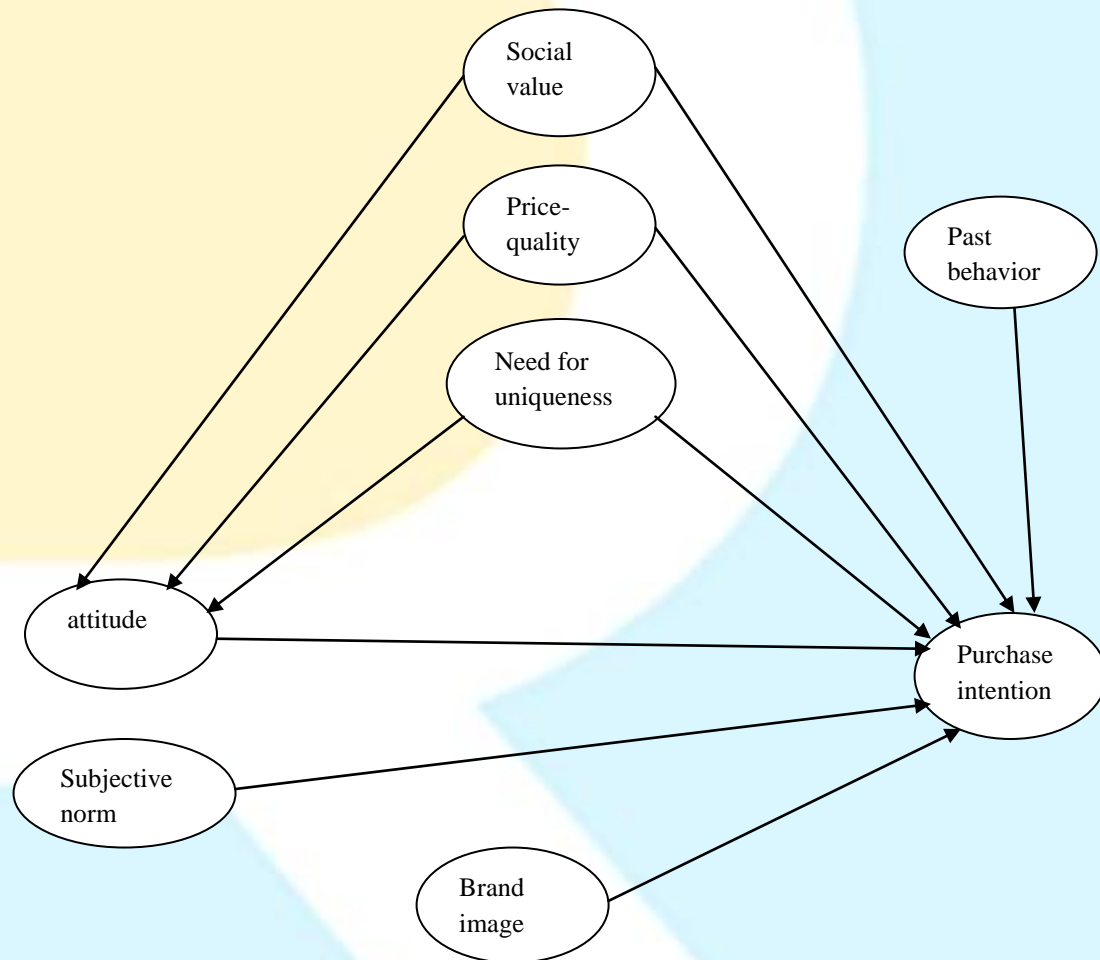 Social
value
Price-
quality
Past
behavior
Need for
uniqueness
attitude
Purchase
intention
Subjective
norm
Brand
image